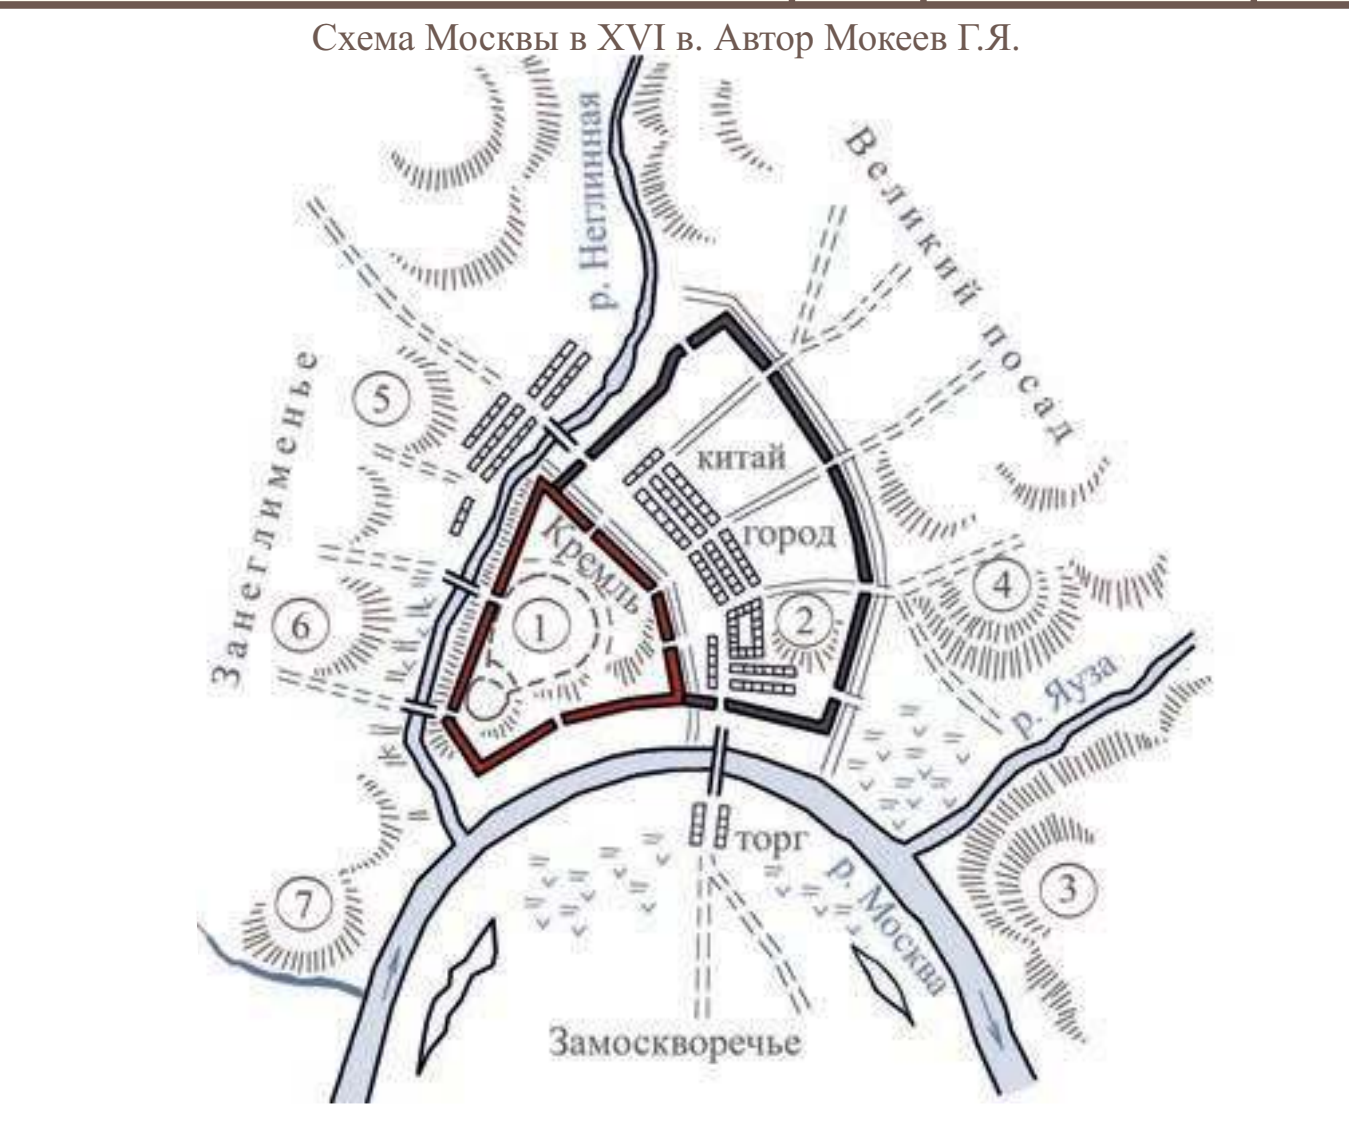 Схема Москвы в XVI в. Автор Мокеев Г.Я.
р. Неглинная
Великий посад
Занеглименье
5
китай
город
Кремль
1
2
4
6
р. Яуза
3
7
торг
р. Москва
Замоскворечье